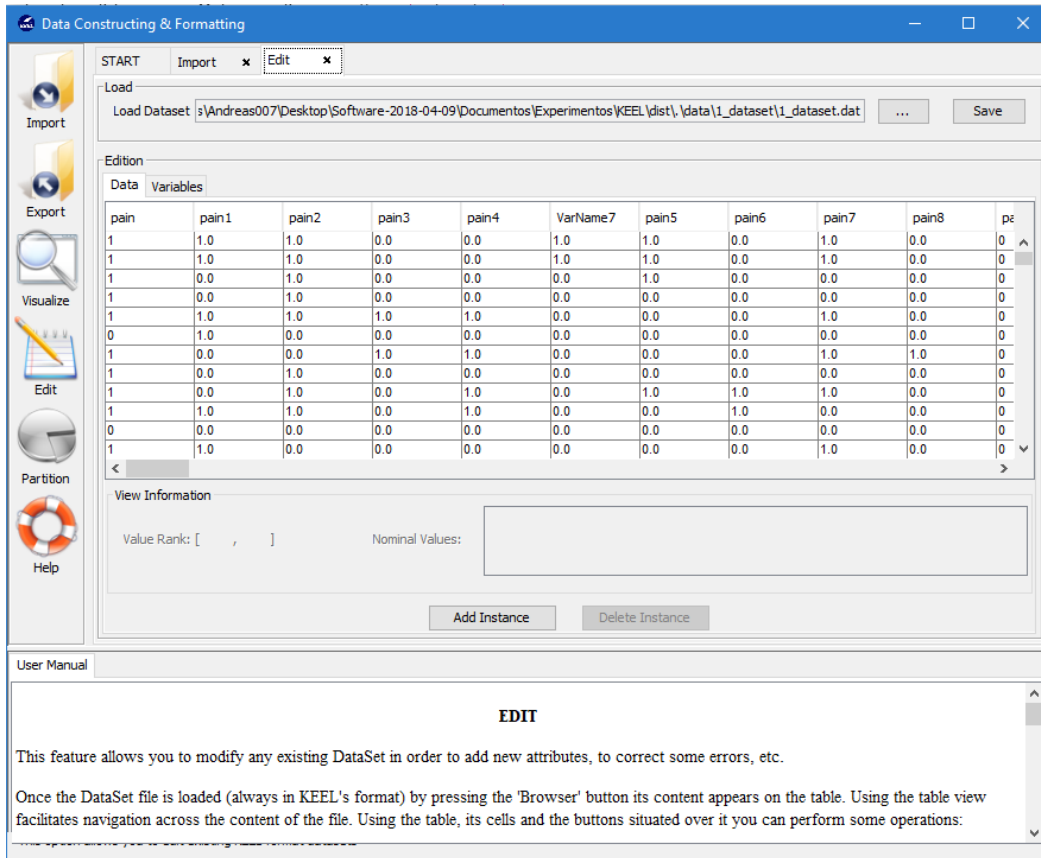 Data Constructing & Formatting
START Import Edit
Load
Load Dataset s\Andreas007\Desktop\Software-2018-04-09\Documentos\Experimentos\KEEL\dist\.\data\1_dataset\1_dataset.dat ... Save
Import
Edition
Data Variables
Export
pain pain1 pain2 pain3 pain4 VarName7 pain5 pain6 pain7 pain8 pa
1 1.0 1.0 0.0 0.0 1.0 1.0 0.0 1.0 0.0 0
1 1.0 1.0 0.0 0.0 1.0 1.0 0.0 1.0 0.0 0
1 0.0 1.0 0.0 0.0 0.0 1.0 0.0 0.0 0.0 0
1 0.0 1.0 0.0 0.0 0.0 0.0 0.0 0.0 0.0 0
1 1.0 1.0 1.0 1.0 0.0 0.0 0.0 1.0 0.0 0
0 1.0 0.0 0.0 0.0 0.0 0.0 0.0 0.0 0.0 0
1 0.0 0.0 1.0 1.0 0.0 0.0 0.0 1.0 1.0 0
1 0.0 1.0 0.0 0.0 0.0 0.0 0.0 0.0 0.0 0
1 0.0 1.0 0.0 1.0 0.0 1.0 1.0 1.0 0.0 0
1 1.0 1.0 0.0 1.0 0.0 0.0 1.0 0.0 0.0 0
0 0.0 0.0 0.0 0.0 0.0 0.0 0.0 0.0 0.0 0
1 1.0 0.0 0.0 0.0 0.0 0.0 0.0 1.0 0.0 0
Visualize
Edit
Partition
Help
View Information
Value Rank: [ , ] Nominal Values:
Add Instance Delete Instance
User Manual
EDIT
This feature allows you to modify any existing DataSet in order to add new attributes, to correct some errors, etc.
Once the DataSet file is loaded (always in KEEL's format) by pressing the 'Browser' button its content appears on the table. Using the table view
facilitates navigation across the content of the file. Using the table, its cells and the buttons situated over it you can perform some operations: